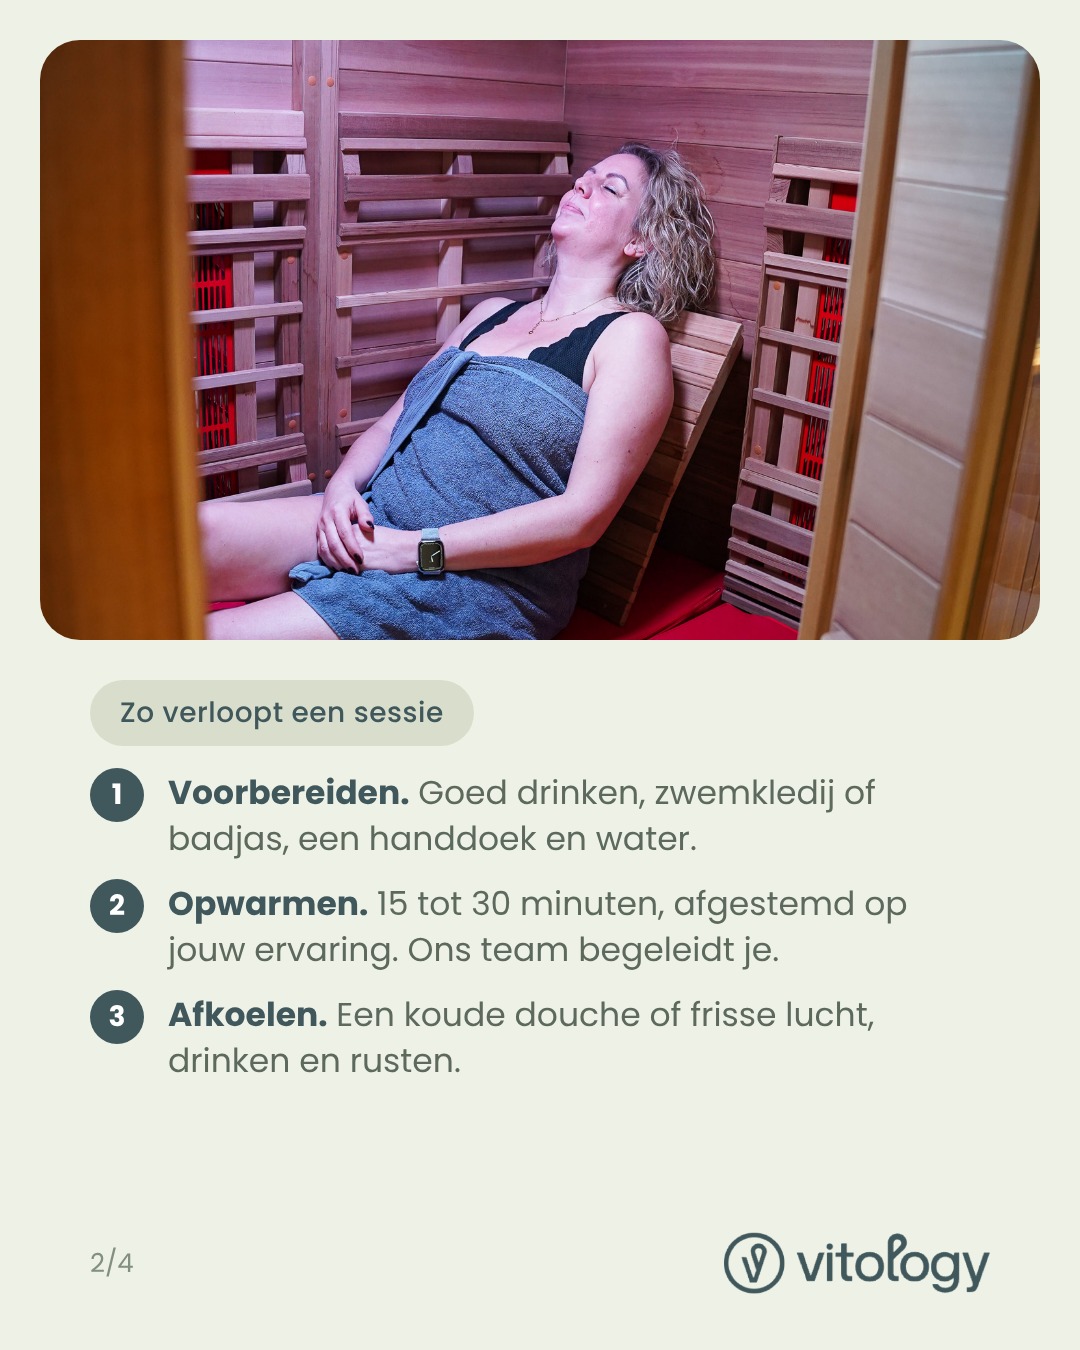 Zo verloopt een sessie
1 Voorbereiden. Goed drinken, zwemkledij of
badjas, een handdoek en water.
2 Opwarmen. 15 tot 30 minuten, afgestemd op
jouw ervaring. Ons team begeleidt je.
3 Afkoelen. Een koude douche of frisse lucht,
drinken en rusten.
2/4
vitology